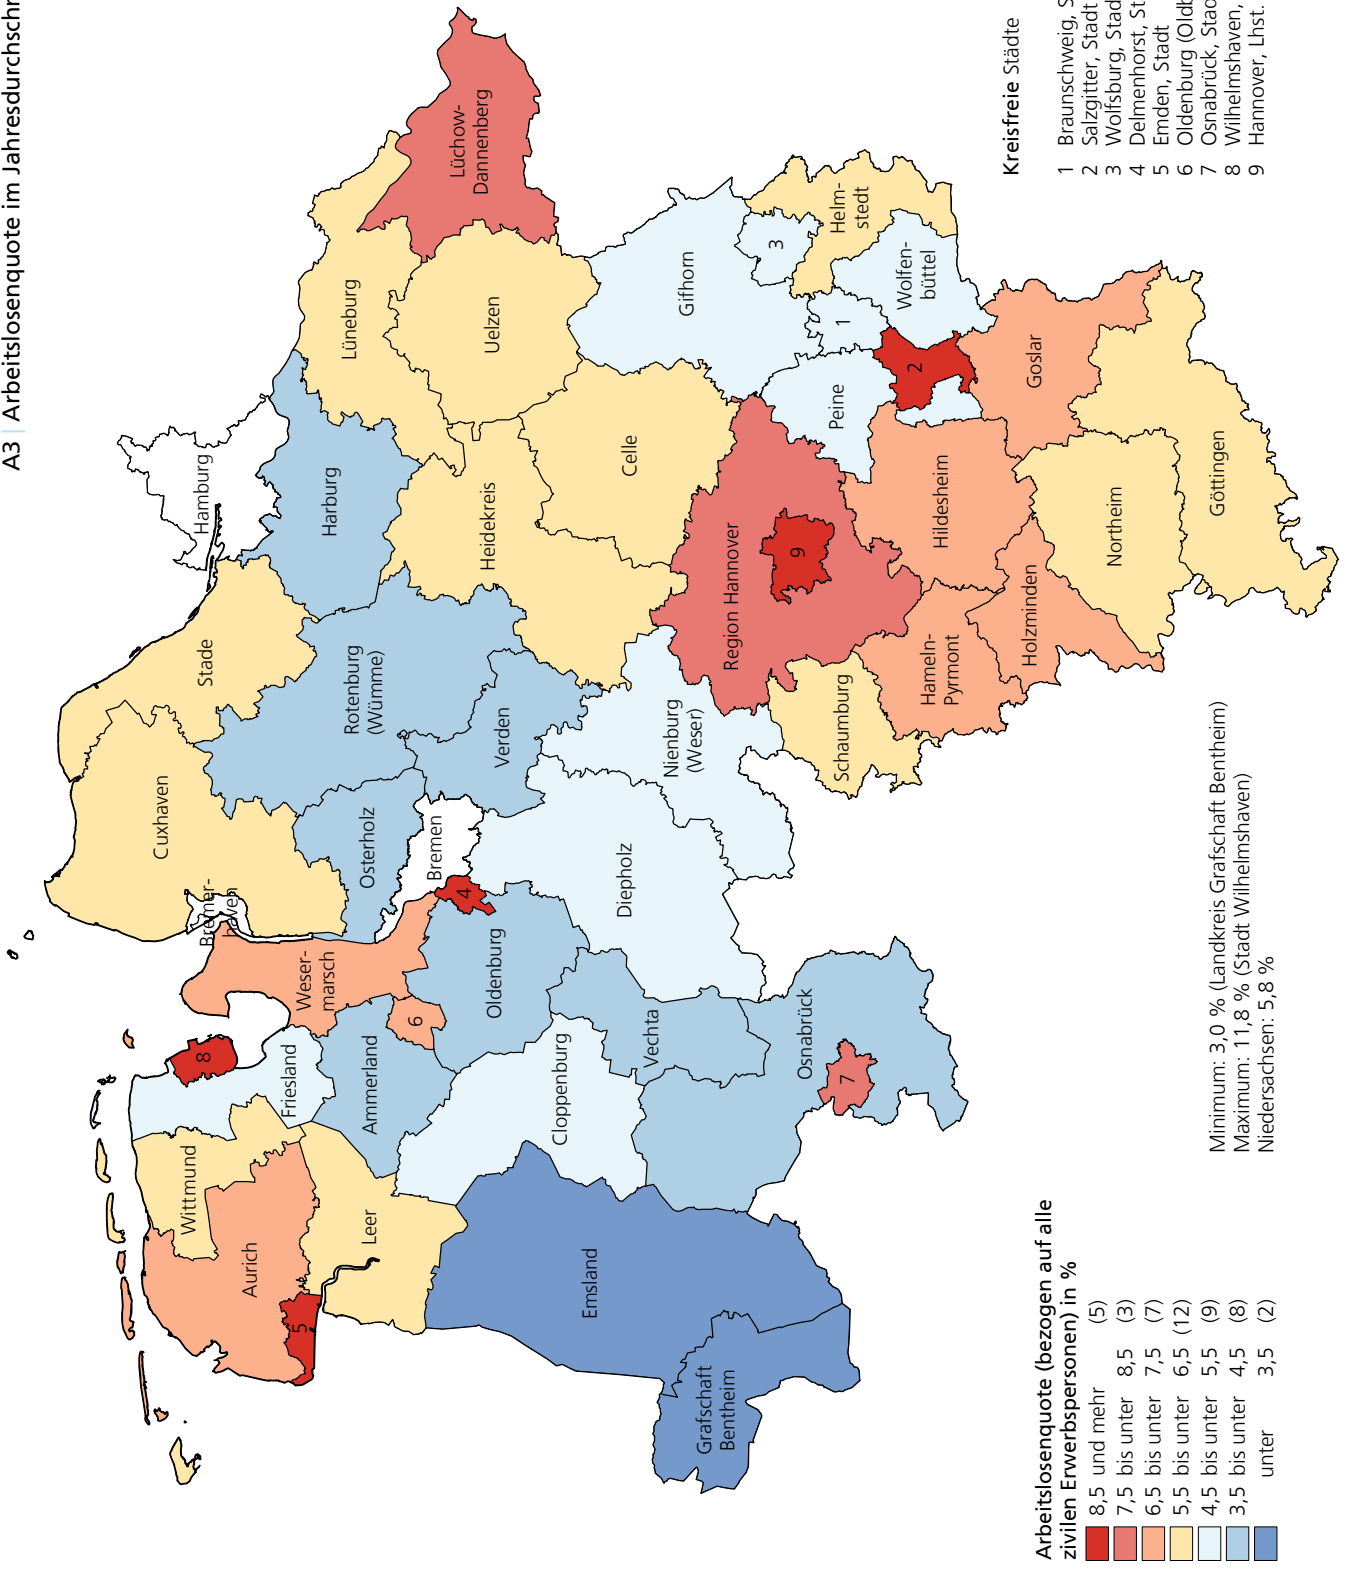 A3 | Arbeitslosenquote im Jahresdurchschn
Lüchow-
Dannenberg
Lüneburg
Uelzen
Hamburg
Harburg
Heidekreis
Celle
Gifhorn
Helm-
stedt
Wolfen-
büttel
3
1
2
Peine
Goslar
Göttingen
Northeim
Hildesheim
Holzminden
Hameln-
Pyrmont
Schaumburg
Region Hannover
9
Nienburg
(Weser)
Stade
Rotenburg
(Wümme)
Verden
Cuxhaven
Osterholz
Bremen
Bremer-
haven
4
Diepholz
Weser-
marsch
Oldenburg
6
Vechta
Osnabrück
7
8
Friesland
Ammerland
Cloppenburg
Wittmund
Aurich
Leer
5
Emsland
Grafschaft
Bentheim
Kreisfreie Städte
1 Braunschweig, S
2 Salzgitter, Stadt
3 Wolfsburg, Stad
4 Delmenhorst, St
5 Emden, Stadt
6 Oldenburg (Oldb
7 Osnabrück, Stad
8 Wilhelmshaven,
9 Hannover, Lhst.
Minimum: 3,0 % (Landkreis Grafschaft Bentheim)
Maximum: 11,8 % (Stadt Wilhelmshaven)
Niedersachsen: 5,8 %
Arbeitslosenquote (bezogen auf alle
zivilen Erwerbspersonen) in %
8,5 und mehr (5)
7,5 bis unter 8,5 (3)
6,5 bis unter 7,5 (7)
5,5 bis unter 6,5 (12)
4,5 bis unter 5,5 (9)
3,5 bis unter 4,5 (8)
unter 3,5 (2)